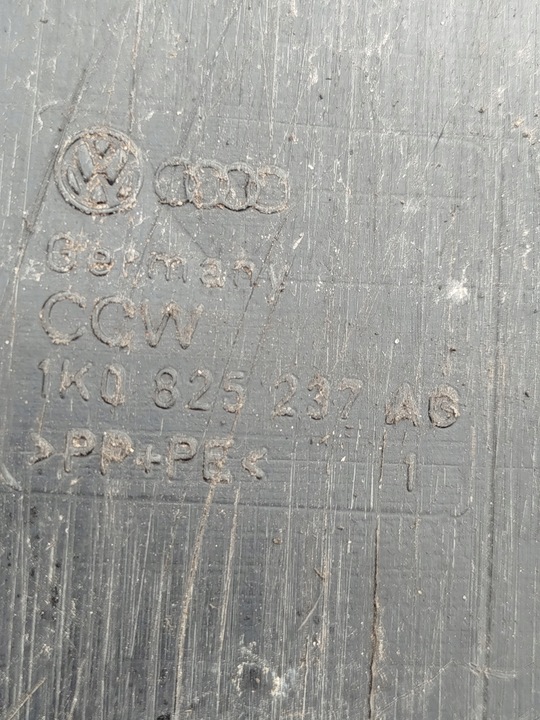 Germany
CCW
1K0 825 237 AG
>PP+PE< 1